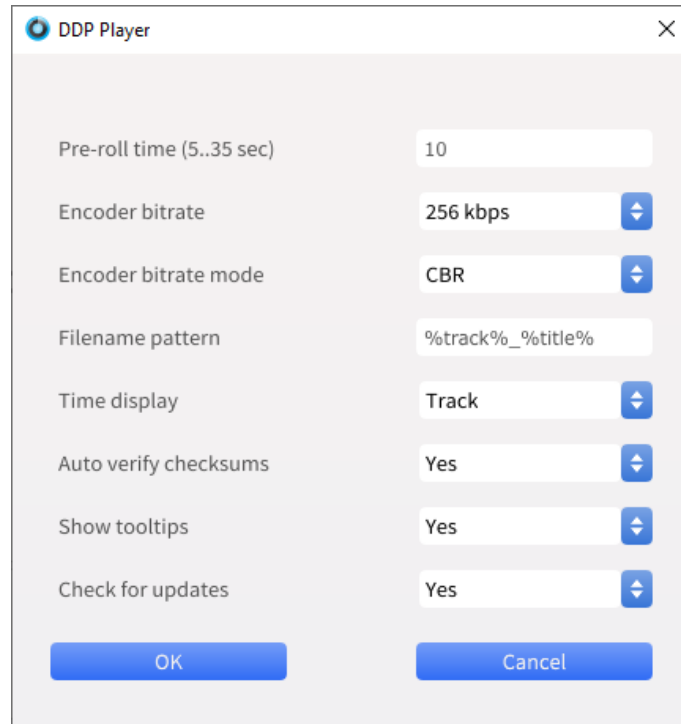 DDP Player
Pre-roll time (5..35 sec) 10
Encoder bitrate 256 kbps
Encoder bitrate mode CBR
Filename pattern %track%_%title%
Time display Track
Auto verify checksums Yes
Show tooltips Yes
Check for updates Yes
OK Cancel